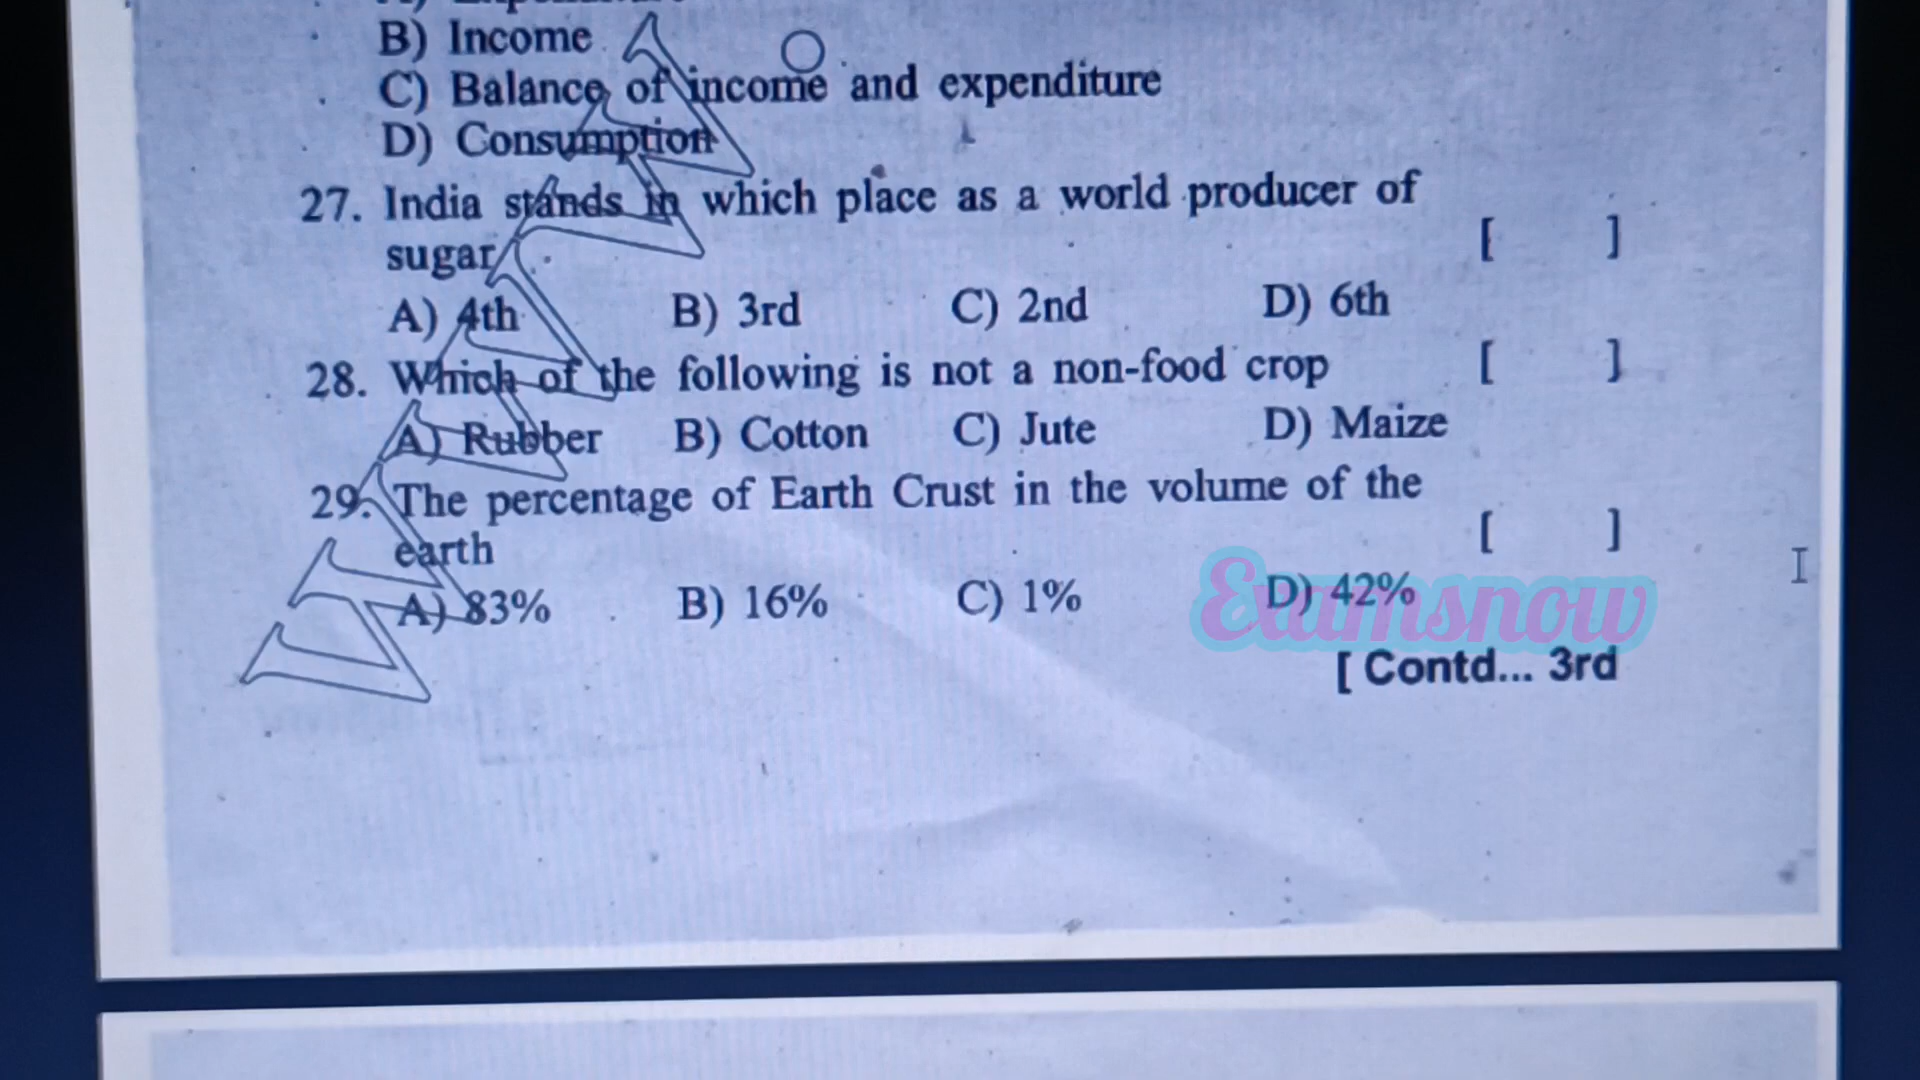 B) Income
C) Balance of income and expenditure
D) Consumption
27. India stands in which place as a world producer of
sugar [ ]
A) 4th B) 3rd C) 2nd D) 6th
28. Which of the following is not a non-food crop [ ]
A) Rubber B) Cotton C) Jute D) Maize
29. The percentage of Earth Crust in the volume of the
earth [ ]
A) 83% B) 16% C) 1% D) 42%
Examsnow
[ Contd... 3rd